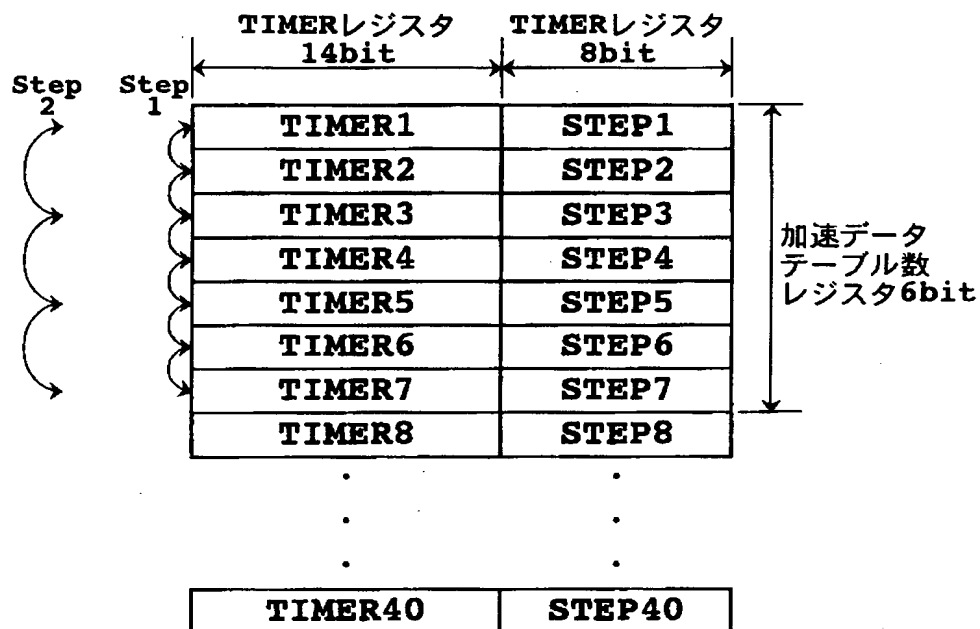 TIMERレジスタ
14bit
TIMERレジスタ
8bit
Step
2
Step
1
TIMER1
STEP1
TIMER2
STEP2
TIMER3
STEP3
TIMER4
STEP4
TIMER5
STEP5
TIMER6
STEP6
TIMER7
STEP7
TIMER8
STEP8
加速データ
テーブル数
レジスタ6bit
TIMER40
STEP40